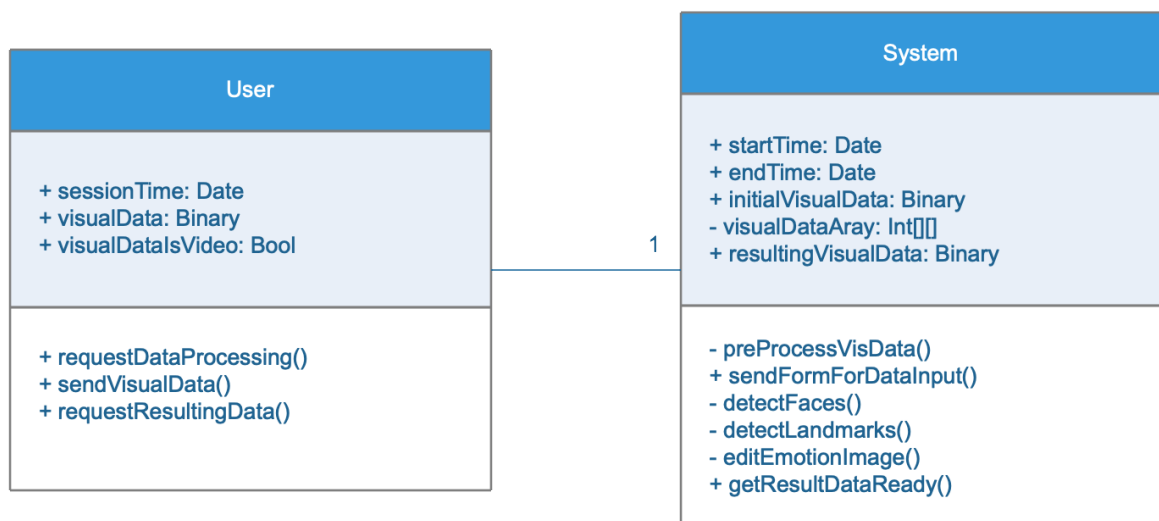 User
+ sessionTime: Date
+ visualData: Binary
+ visualDataIsVideo: Bool
+ requestDataProcessing()
+ sendVisualData()
+ requestResultingData()
1
System
+ startTime: Date
+ endTime: Date
+ initialVisualData: Binary
- visualDataAray: Int[][]
+ resultingVisualData: Binary
- preProcessVisData()
+ sendFormForDataInput()
- detectFaces()
- detectLandmarks()
- editEmotionImage()
+ getResultDataReady()